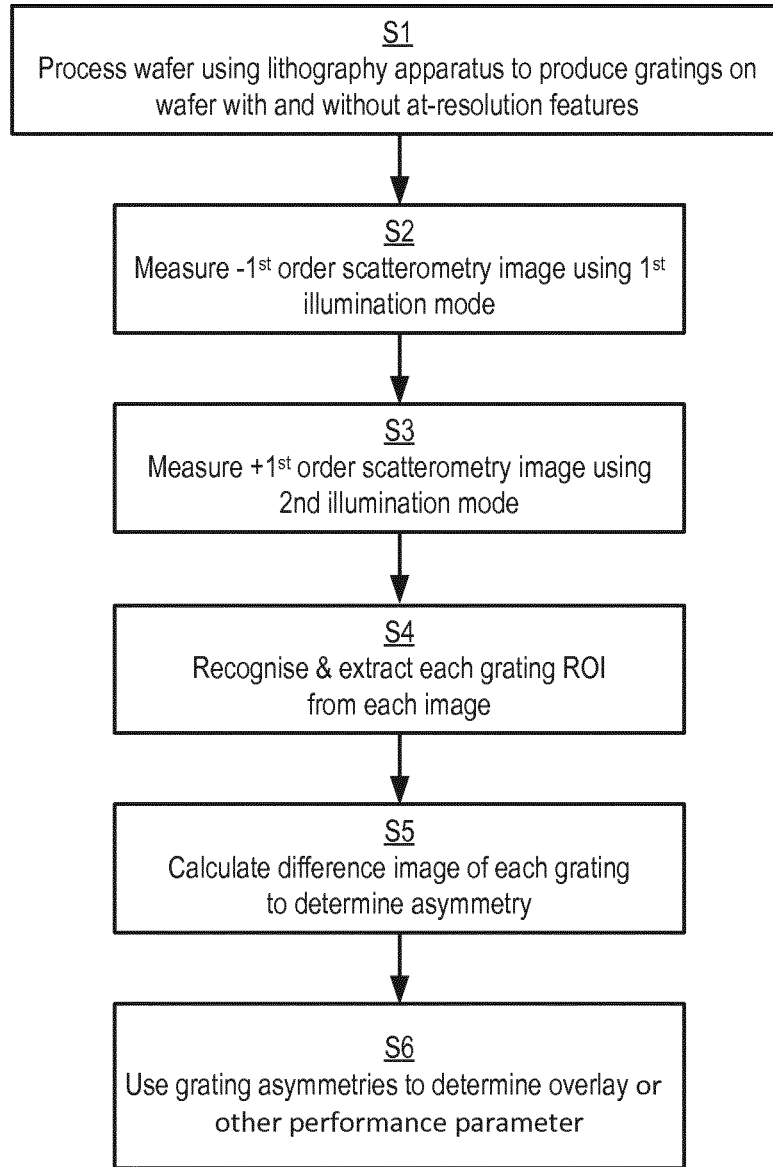 S1
Process wafer using lithography apparatus to produce gratings on
wafer with and without at-resolution features
S2
Measure -1st order scatterometry image using 1st
illumination mode
S3
Measure +1st order scatterometry image using
2nd illumination mode
S4
Recognise & extract each grating ROI
from each image
S5
Calculate difference image of each grating
to determine asymmetry
S6
Use grating asymmetries to determine overlay or
other performance parameter